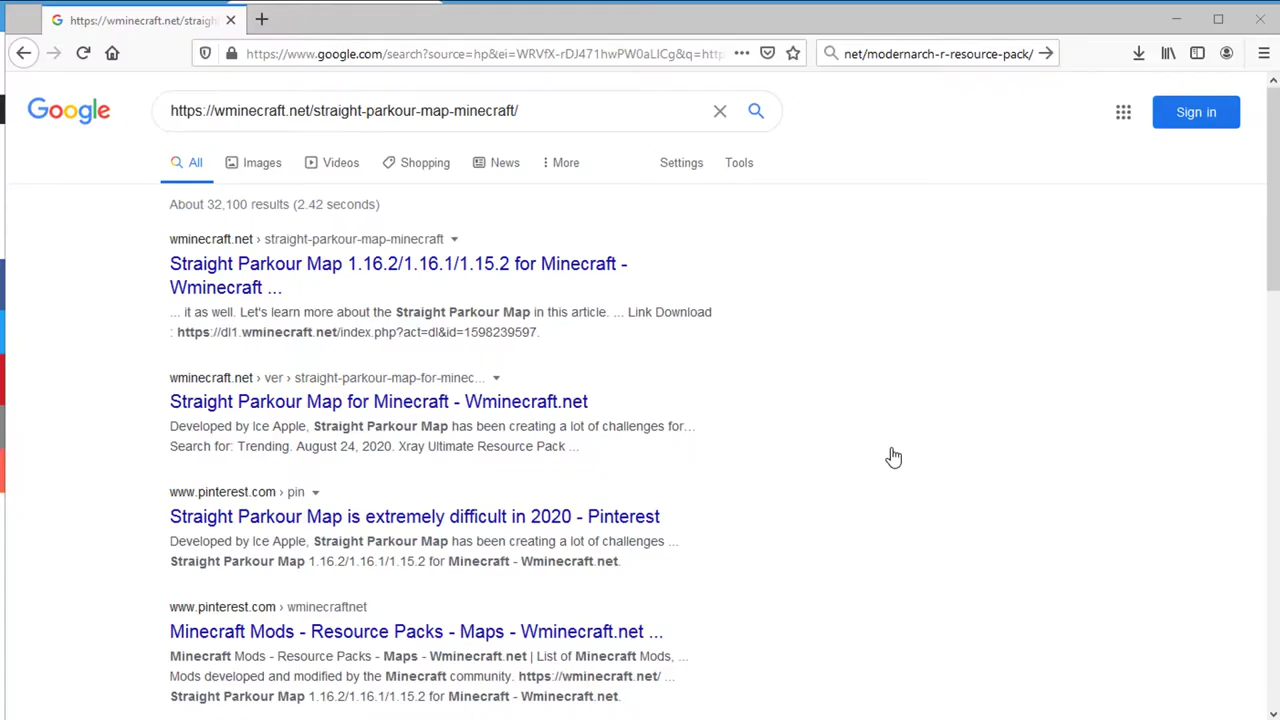 https://wminecraft.net/straigh
https://www.google.com/search?source=hp&ei=WRVfX-rDJ471hwPW0aLICg&q=htt
net/modernarch-r-resource-pack/
Google
https://wminecraft.net/straight-parkour-map-minecraft/
Sign in
All Images Videos Shopping News More Settings Tools
About 32,100 results (2.42 seconds)
wminecraft.net › straight-parkour-map-minecraft
Straight Parkour Map 1.16.2/1.16.1/1.15.2 for Minecraft -
Wminecraft ...
... it as well. Let's learn more about the Straight Parkour Map in this article. ... Link Download
: https://dl1.wminecraft.net/index.php?act=dl&id=1598239597.
wminecraft.net › ver › straight-parkour-map-for-minec...
Straight Parkour Map for Minecraft - Wminecraft.net
Developed by Ice Apple, Straight Parkour Map has been creating a lot of challenges for...
Search for: Trending. August 24, 2020. Xray Ultimate Resource Pack ...
www.pinterest.com › pin
Straight Parkour Map is extremely difficult in 2020 - Pinterest
Developed by Ice Apple, Straight Parkour Map has been creating a lot of challenges ...
Straight Parkour Map 1.16.2/1.16.1/1.15.2 for Minecraft - Wminecraft.net.
www.pinterest.com › wminecraftnet
Minecraft Mods - Resource Packs - Maps - Wminecraft.net ...
Minecraft Mods - Resource Packs - Maps - Wminecraft.net | List of Minecraft Mods, ...
Mods developed and modified by the Minecraft community. https://wminecraft.net/ ...
Straight Parkour Map 1.16.2/1.16.1/1.15.2 for Minecraft - Wminecraft.net.